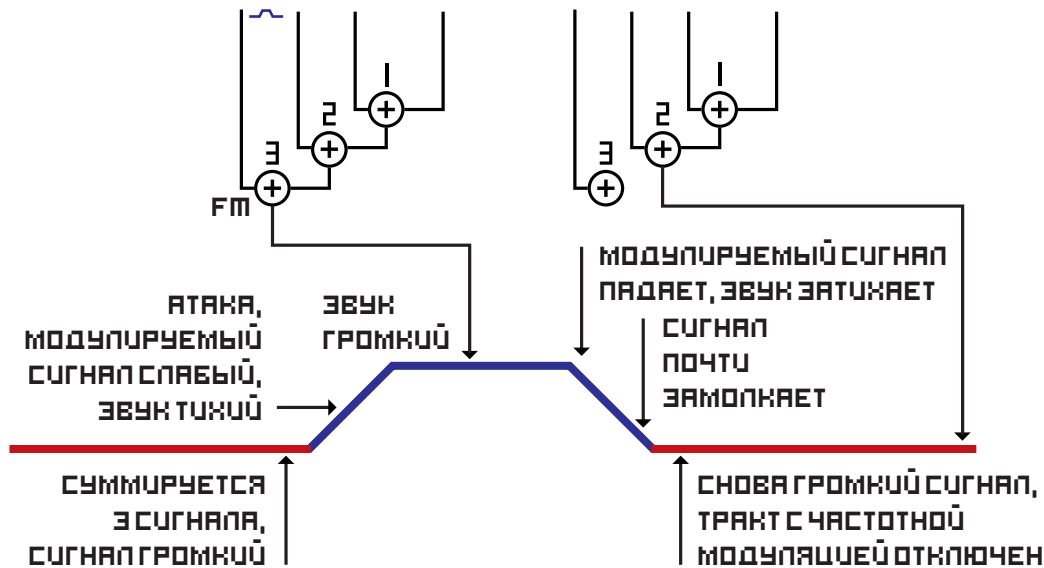 1
2
3
FM
1
2
3
АТАКА,
МОДУЛИРУЕМЫЙ
СИГНАЛ СЛАБЫЙ,
ЗВУК ТИХИЙ
ЗВУК
ГРОМКИЙ
МОДУЛИРУЕМЫЙ СИГНАЛ
ПАДАЕТ, ЗВУК ЗАТИХАЕТ
СИГНАЛ
ПОЧТИ
ЗАМОЛКАЕТ
СУММИРУЕТСЯ
3 СИГНАЛА,
СИГНАЛ ГРОМКИЙ
СНОВА ГРОМКИЙ СИГНАЛ,
ТРАКТ С ЧАСТОТНОЙ
МОДУЛЯЦИЕЙ ОТКЛЮЧЕН